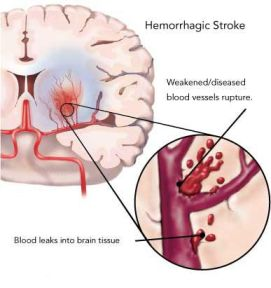 Hemorrhagic Stroke
Weakened/diseased
blood vessels rupture.
Blood leaks into brain tissue